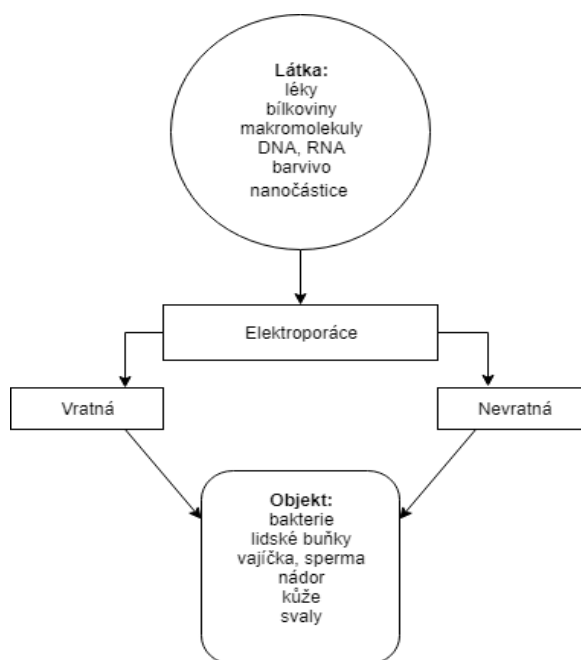 Látka:
léky
bílkoviny
makromolekuly
DNA, RNA
barvivo
nanočástice
Elektroporáce
Vratná
Nevratná
Objekt:
bakterie
lidské buňky
vajíčka, sperma
nádor
kůže
svaly